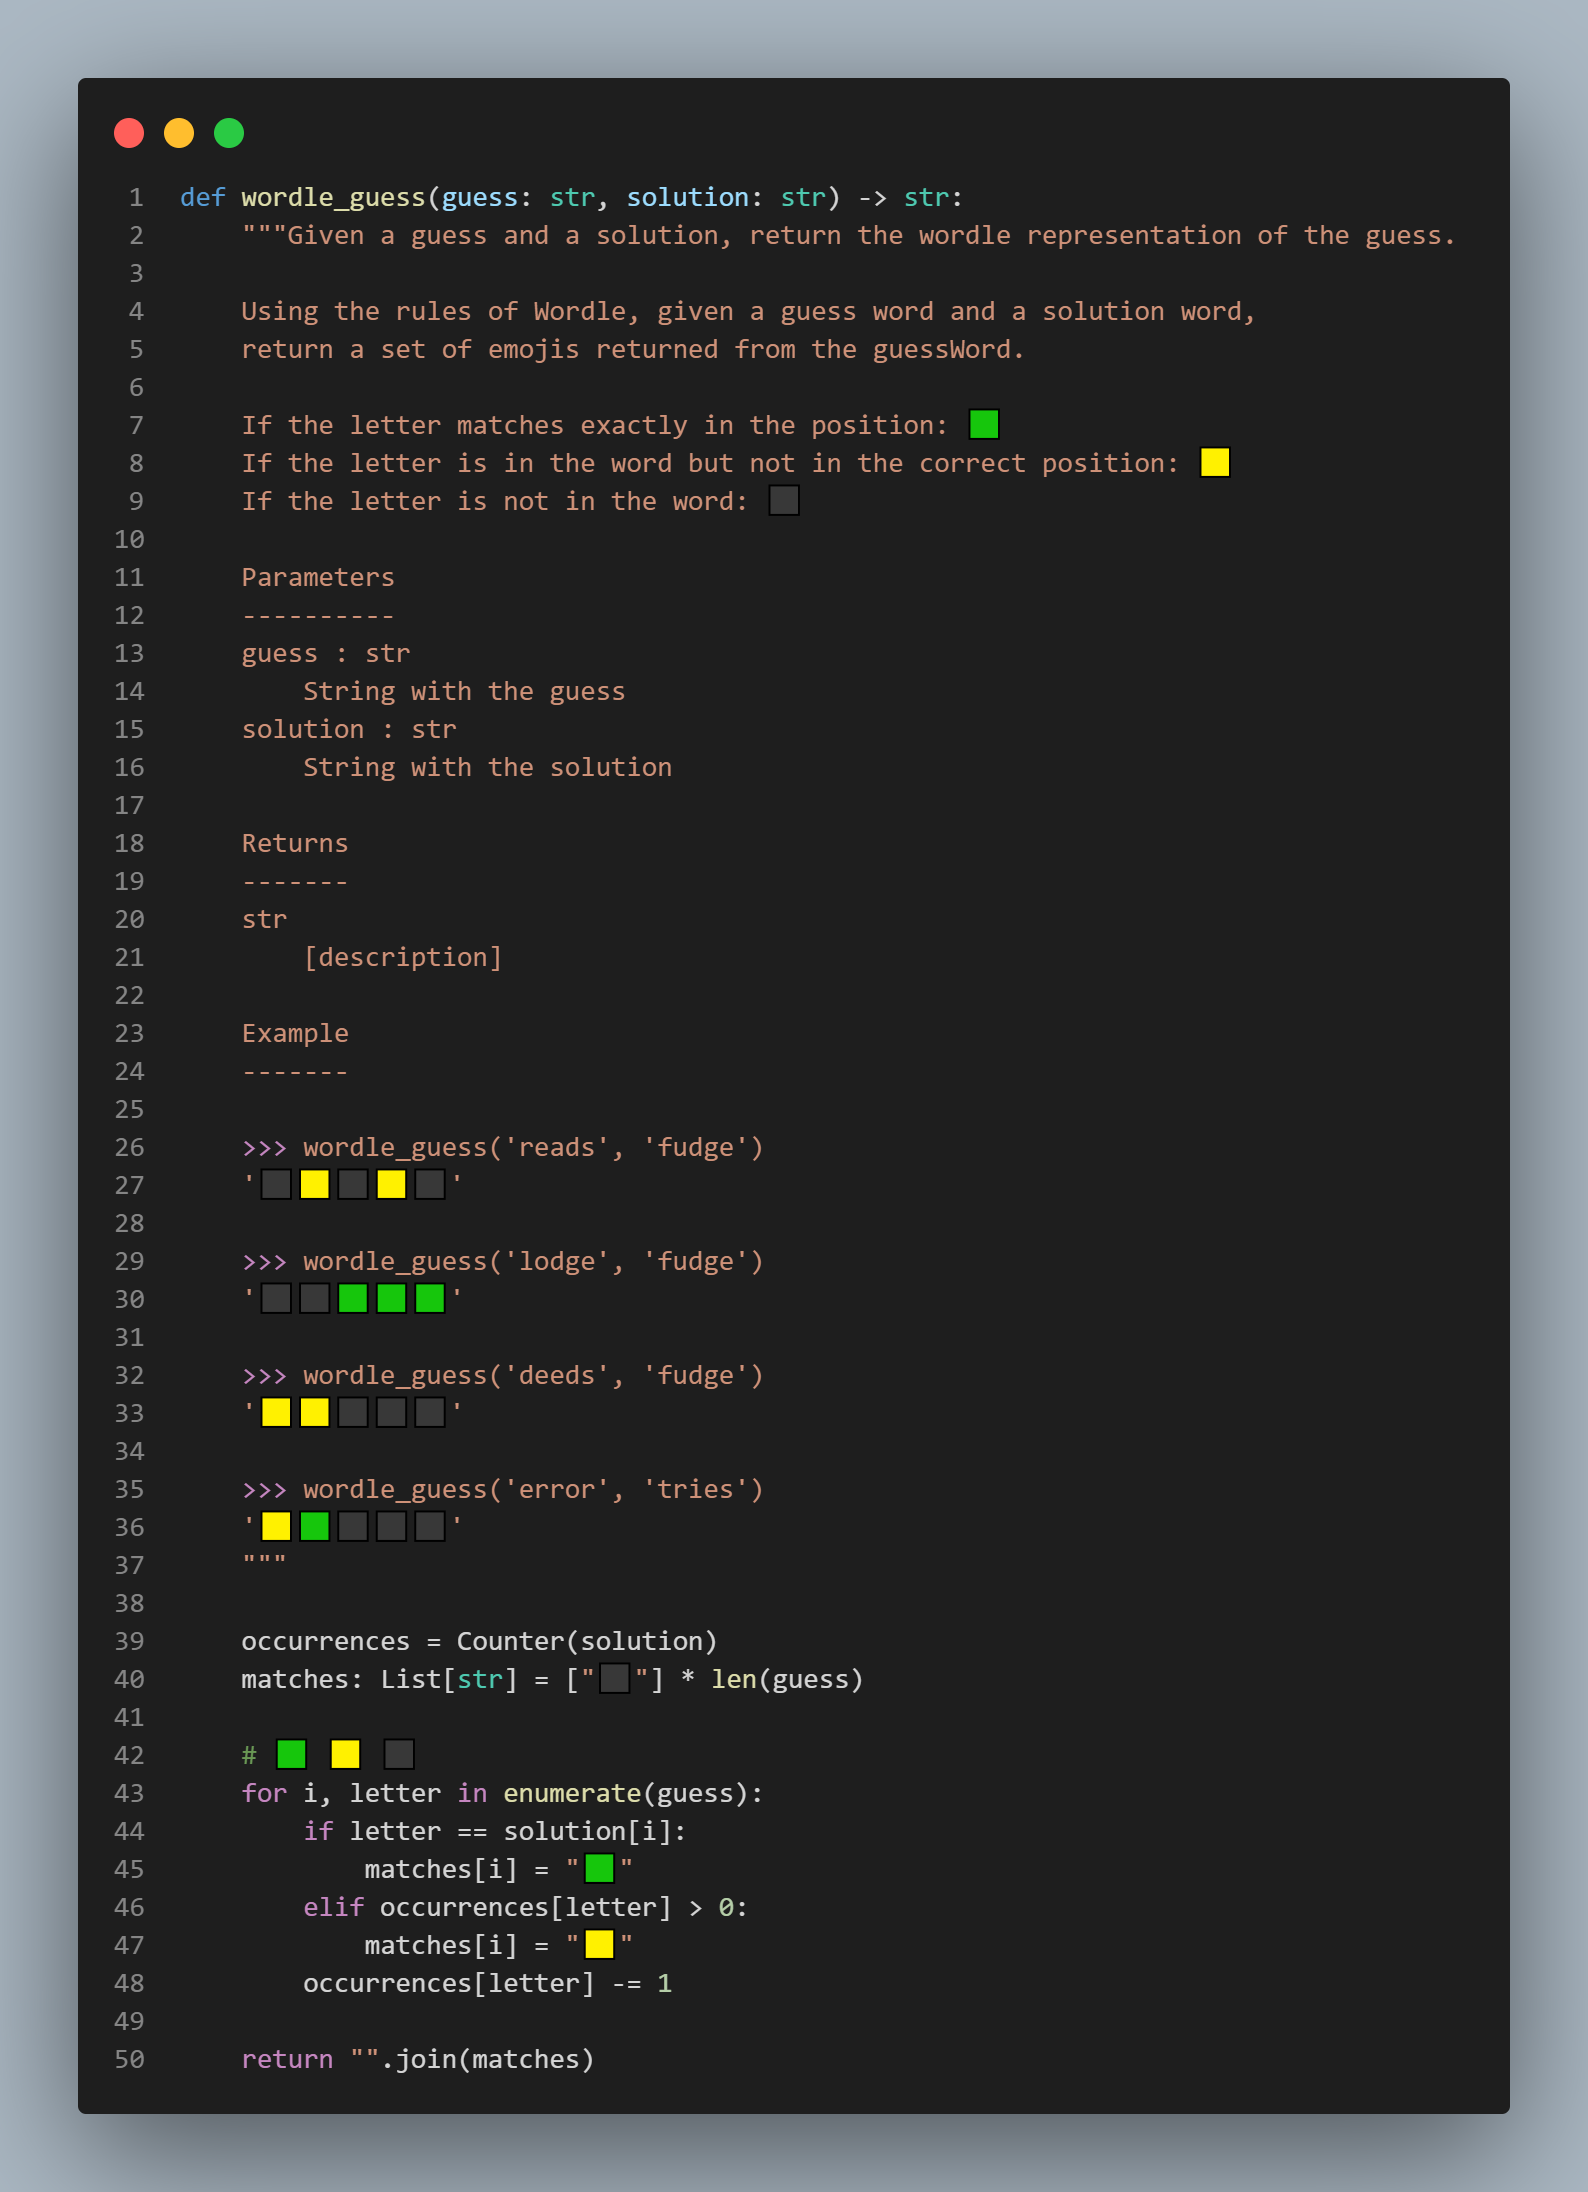 1 def wordle_guess(guess: str, solution: str) -> str:
2     """Given a guess and a solution, return the wordle representation of the guess.
3
4     Using the rules of Wordle, given a guess word and a solution word,
5     return a set of emojis returned from the guessWord.
6
7     If the letter matches exactly in the position: 🟩
8     If the letter is in the word but not in the correct position: 🟨
9     If the letter is not in the word: ⬛
10
11     Parameters
12     ----------
13     guess : str
14         String with the guess
15     solution : str
16         String with the solution
17
18     Returns
19     -------
20     str
21         [description]
22
23     Example
24     -------
25
26     >>> wordle_guess('reads', 'fudge')
27     '⬛🟨⬛🟨⬛'
28
29     >>> wordle_guess('lodge', 'fudge')
30     '⬛⬛🟩🟩🟩'
31
32     >>> wordle_guess('deeds', 'fudge')
33     '🟨🟨⬛⬛⬛'
34
35     >>> wordle_guess('error', 'tries')
36     '🟨🟩⬛⬛⬛'
37     """
38
39     occurrences = Counter(solution)
40     matches: List[str] = ["⬛"] * len(guess)
41
42     # 🟩 🟨 ⬛
43     for i, letter in enumerate(guess):
44         if letter == solution[i]:
45             matches[i] = "🟩"
46         elif occurrences[letter] > 0:
47             matches[i] = "🟨"
48         occurrences[letter] -= 1
49
50     return "".join(matches)